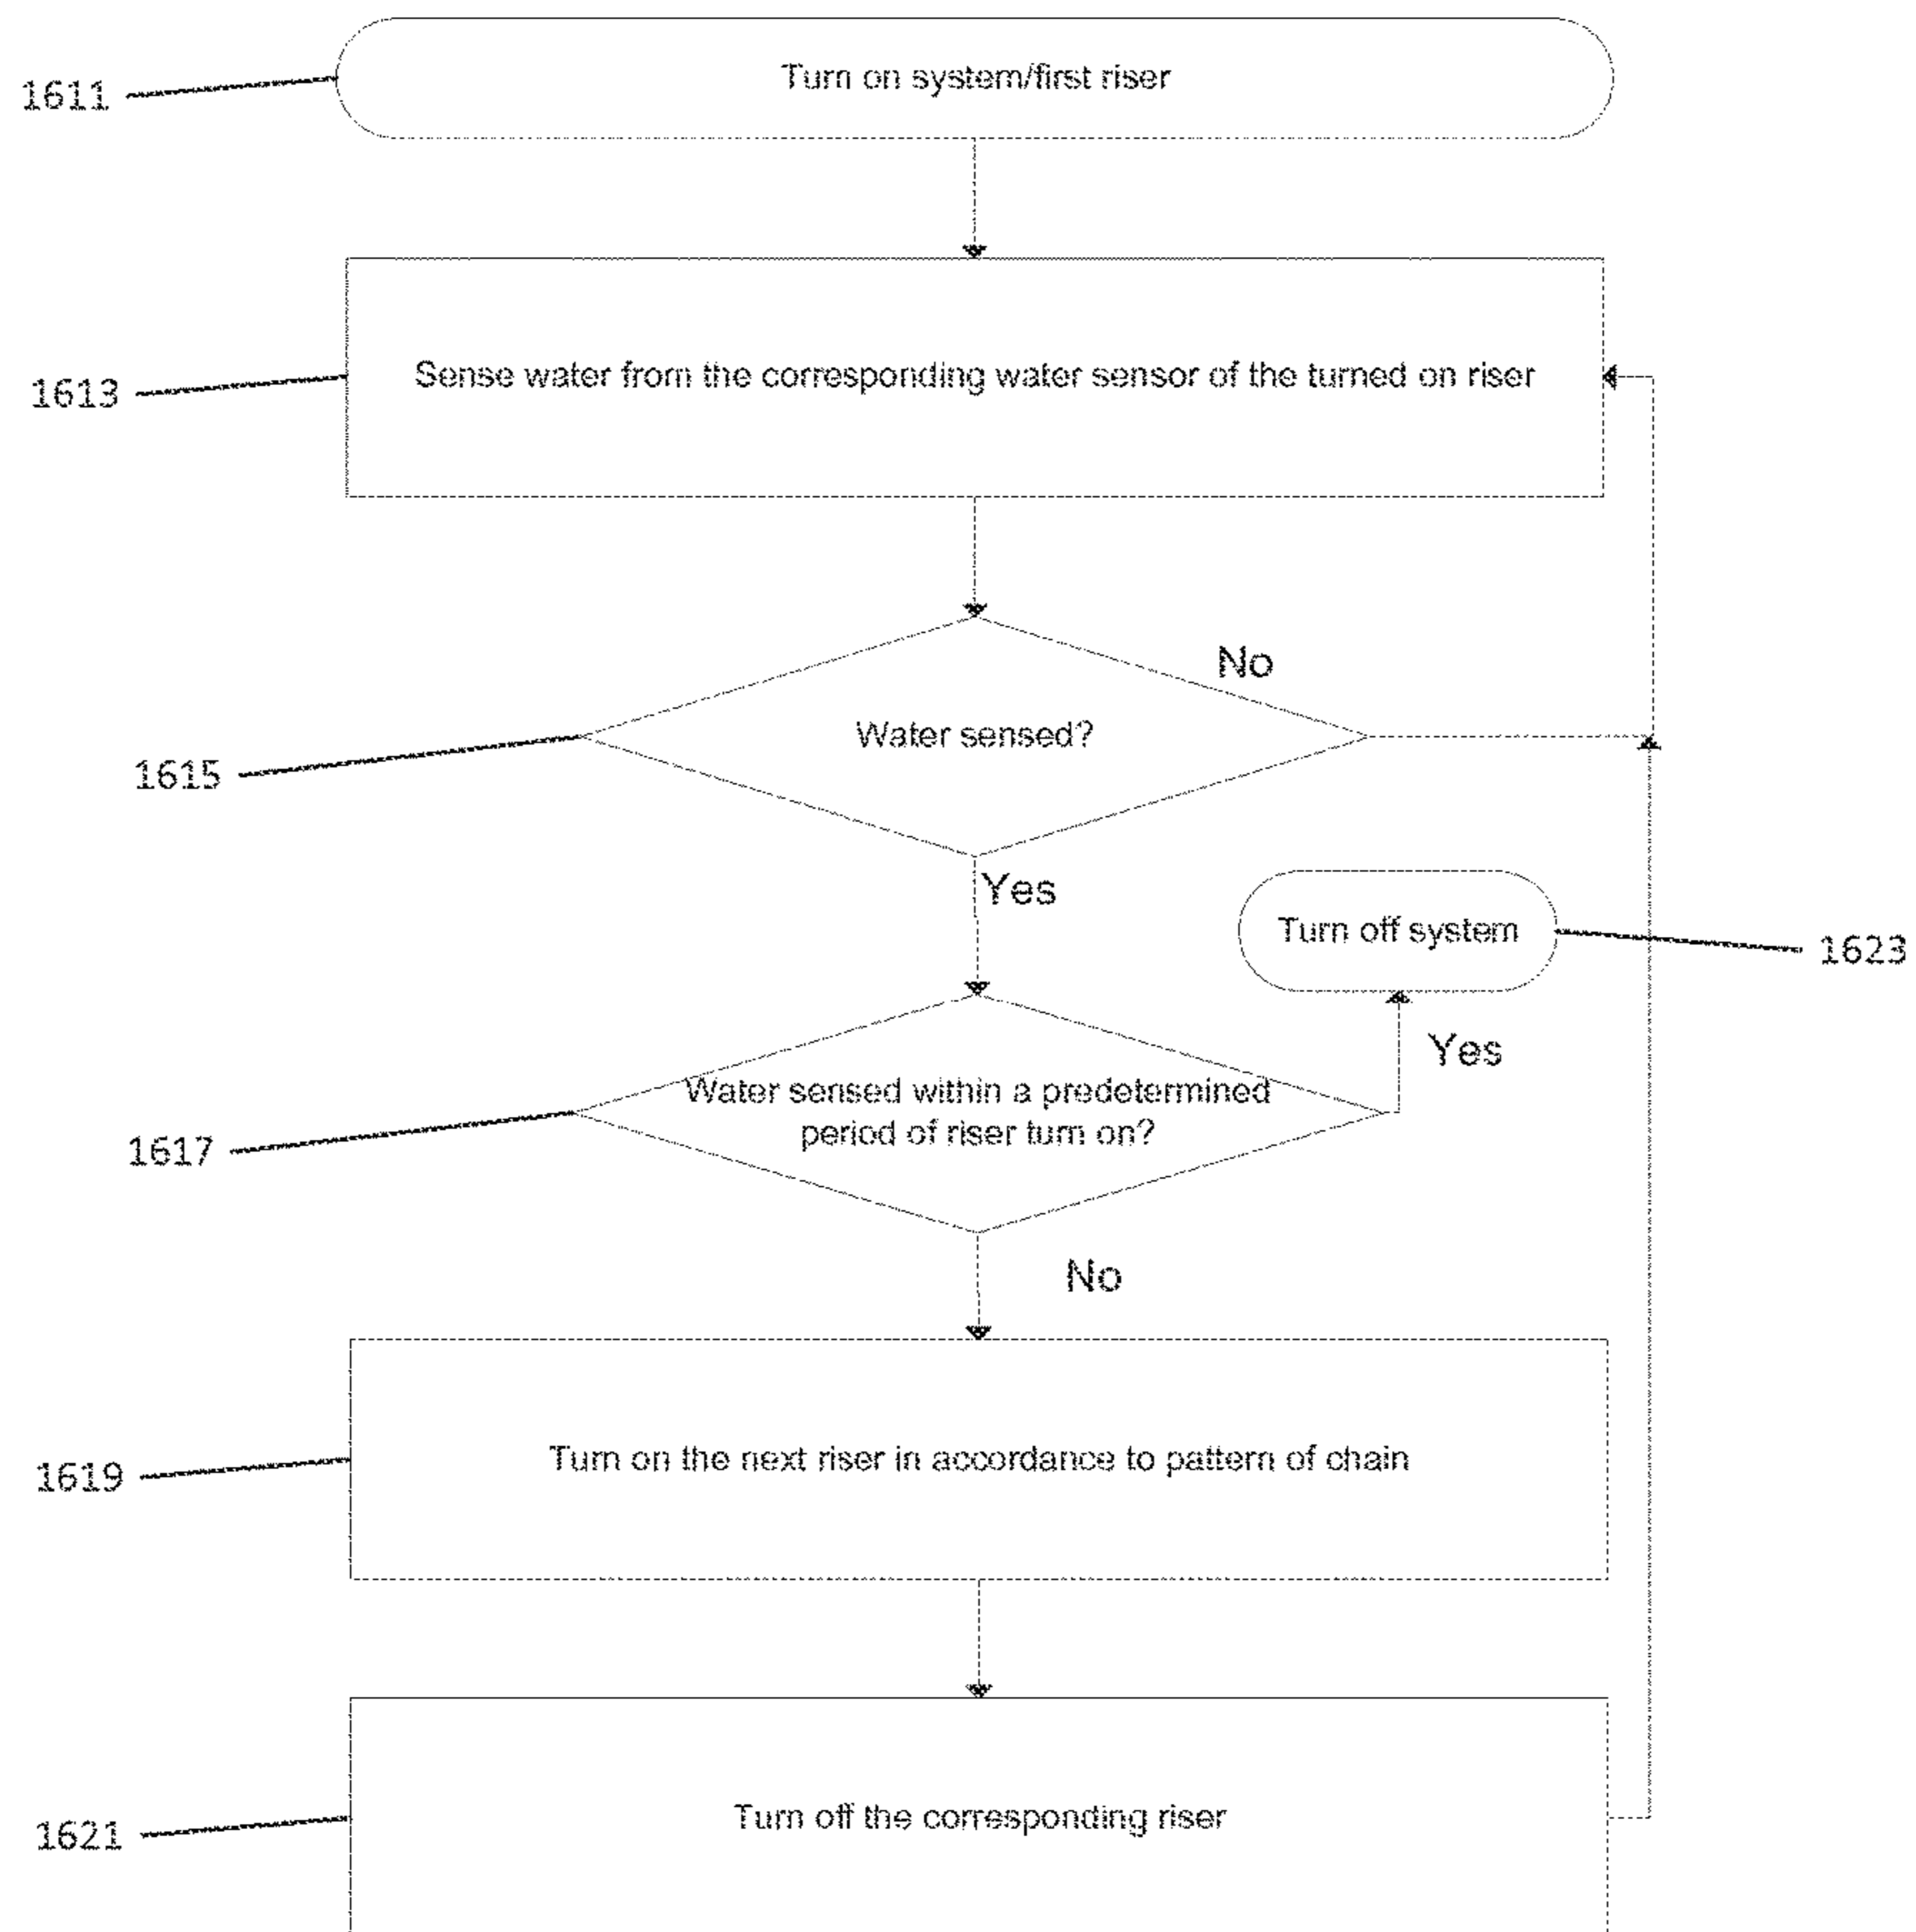 Turn on system/first riser
1611
Sense water from the corresponding water sensor of the turned on riser
1613
No
Water sensed?
1615
Yes
Turn off system
1623
Yes
Water sensed within a predetermined
period of riser turn on?
1617
No
Turn on the next riser in accordance to pattern of chain
1619
Turn off the corresponding riser
1621